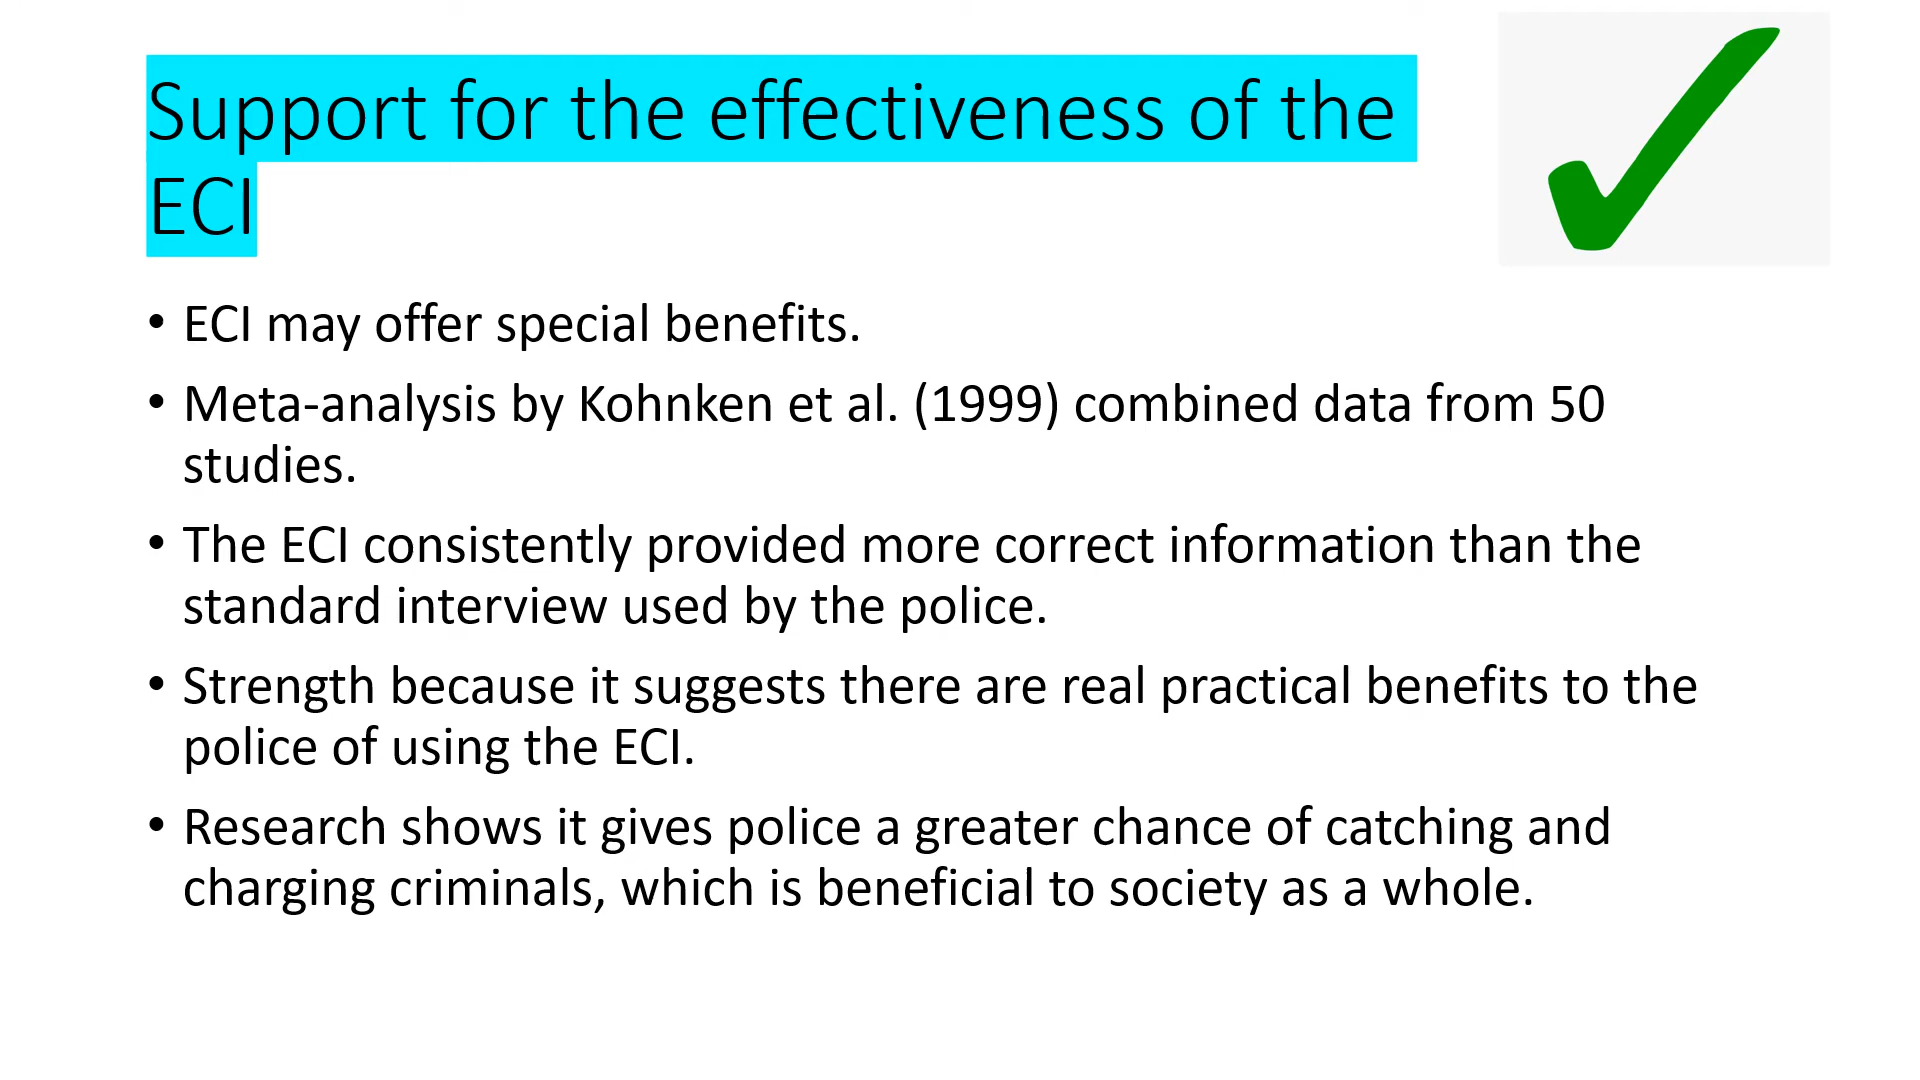 Support for the effectiveness of the
ECI
• ECI may offer special benefits.
• Meta-analysis by Kohnken et al. (1999) combined data from 50
studies.
• The ECI consistently provided more correct information than the
standard interview used by the police.
• Strength because it suggests there are real practical benefits to the
police of using the ECI.
• Research shows it gives police a greater chance of catching and
charging criminals, which is beneficial to society as a whole.